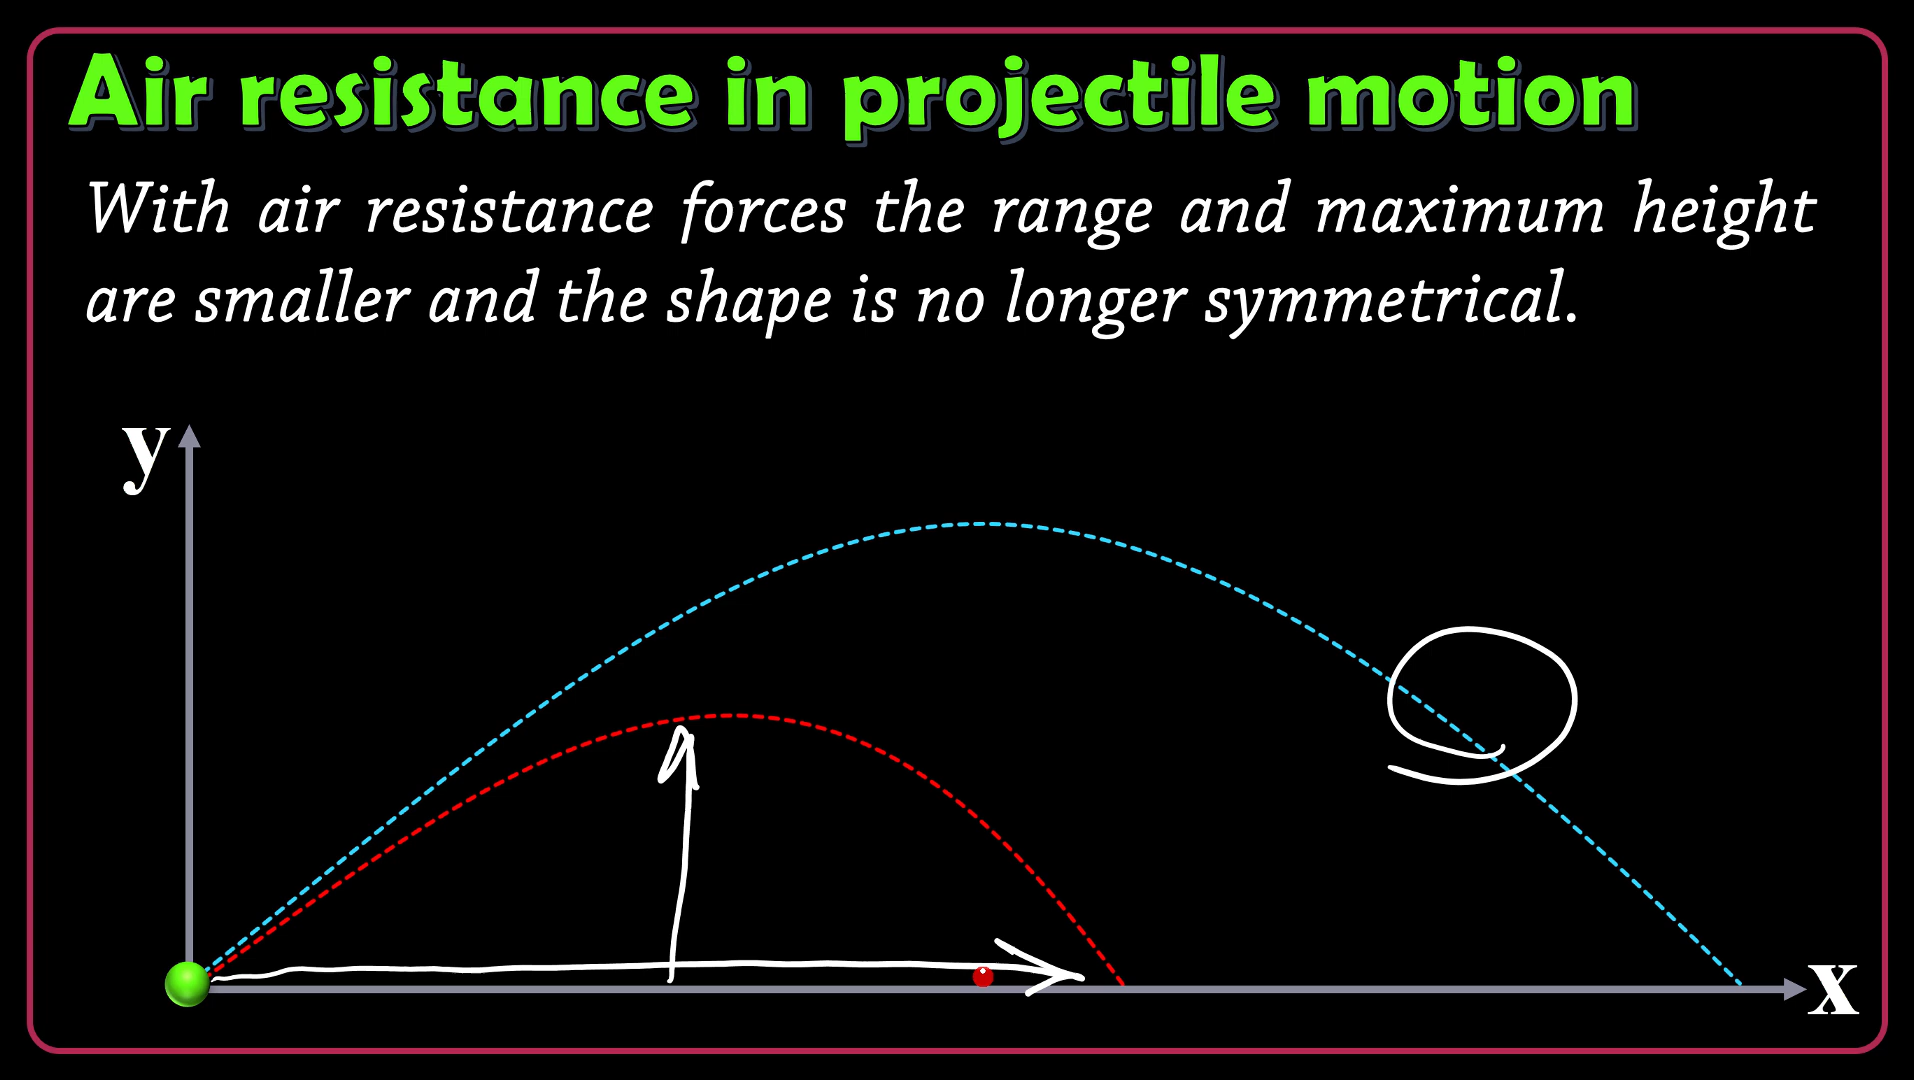 Air resistance in projectile motion
With air resistance forces the range and maximum height
are smaller and the shape is no longer symmetrical.
y
x